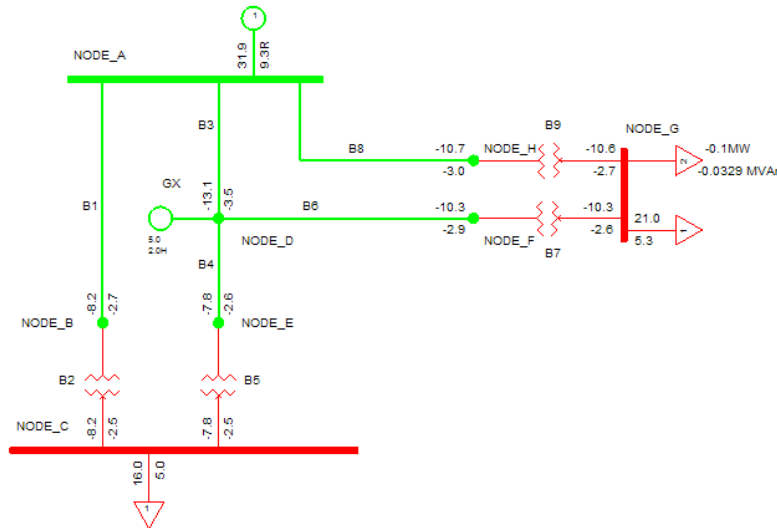 1
31.9
9.3R
NODE_A
B3
B8
-10.7
-3.0
NODE_H
B9
-10.6
-2.7
NODE_G
2
-0.1MW
-0.0329 MVAr
B1
GX
-13.1
-3.5
B6
-10.3
-2.9
NODE_F
B7
-10.3
-2.6
21.0
5.3
1
5.0
2.0H
NODE_D
B4
-8.2
-2.7
-7.8
-2.6
NODE_B
NODE_E
B2
B5
NODE_C
-8.2
-2.5
-7.8
-2.5
16.0
5.0
1